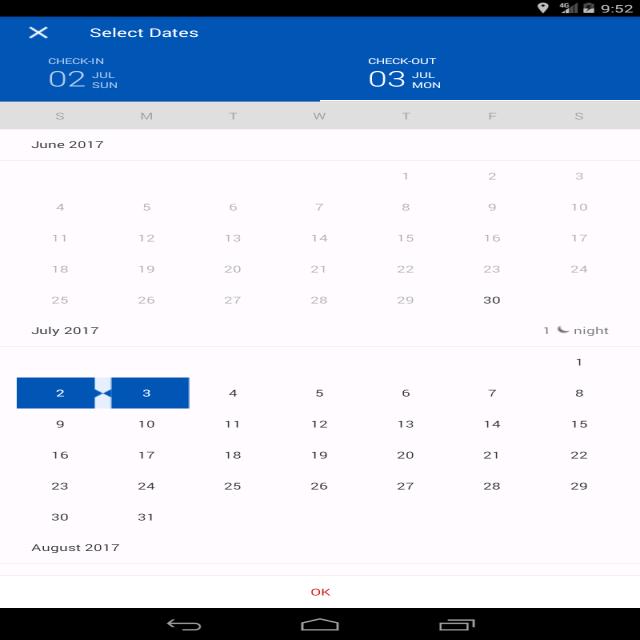 4G 9:52
Select Dates
CHECK-IN
02 JUL SUN
CHECK-OUT
03 JUL MON
S M T W T F S
June 2017
1 2 3
4 5 6 7 8 9 10
11 12 13 14 15 16 17
18 19 20 21 22 23 24
25 26 27 28 29 30
July 2017 1 night
1
2 3 4 5 6 7 8
9 10 11 12 13 14 15
16 17 18 19 20 21 22
23 24 25 26 27 28 29
30 31
August 2017
OK